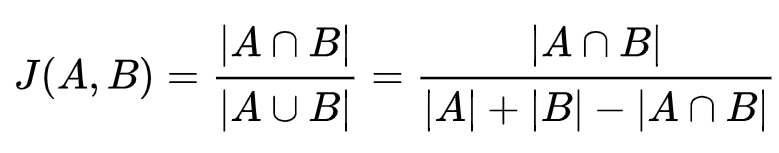 J(A, B) = |A ∩ B| / |A ∪ B| = |A ∩ B| / (|A| + |B| − |A ∩ B|)